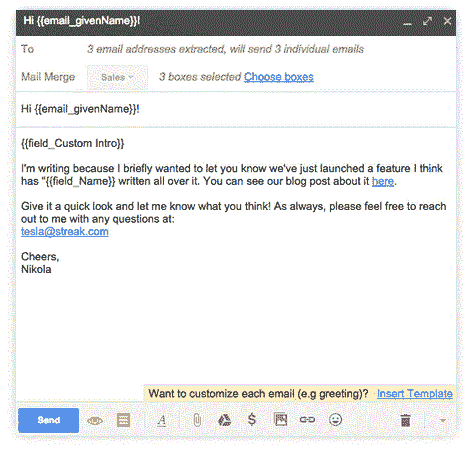 Hi {{email_givenName}}!
To 3 email addresses extracted, will send 3 individual emails
Mail Merge Sales 3 boxes selected Choose boxes
Hi {{email_givenName}}!
{{field_Custom Intro}}
I'm writing because I briefly wanted to let you know we've just launched a feature I think
has "{{field_Name}} written all over it. You can see our blog post about it here.
Give it a quick look and let me know what you think! As always, please feel free to reach
out to me with any questions at:
tesla@streak.com
Cheers,
Nikola
Want to customize each email (e.g greeting)? Insert Template
Send A $